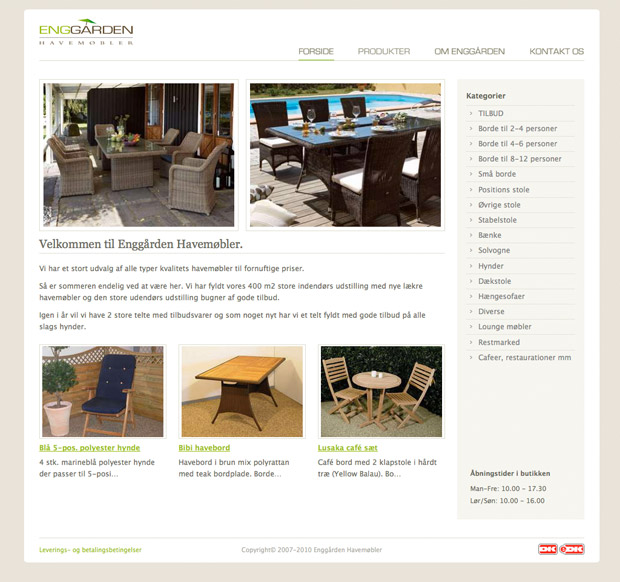 ENGGÅRDEN
HAVEMØBLER
FORSIDE
PRODUKTER
OM ENGGÅRDEN
KONTAKT OS
Velkommen til Enggården Havemøbler.
Vi har et stort udvalg af alle typer kvalitets havemøbler til fornuftige priser.
Så er sommeren endelig ved at være her. Vi har fyldt vores 400 m2 store indendørs udstilling med nye lækre
havemøbler og den store udendørs udstilling bugner af gode tilbud.
Igen i år vil vi have 2 store telte med tilbudsvarer og som noget nyt har vi et telt fyldt med gode tilbud på alle
slags hynder.
Blå 5-pos. polyester hynde
4 stk. marineblå polyester hynde
der passer til 5-posi...
Bibi havebord
Havebord i brun mix polyrattan
med teak bordplade. Borde...
Lusaka café sæt
Café bord med 2 klapstole i hårdt
træ (Yellow Balau). Bo...
Kategorier
TILBUD
Borde til 2-4 personer
Borde til 4-6 personer
Borde til 8-12 personer
Små borde
Positions stole
Øvrige stole
Stabelstole
Bænke
Solvogne
Hynder
Dækstole
Hængesofaer
Diverse
Lounge møbler
Restmarked
Cafeer, restaurationer mm
Åbningstider i butikken
Man-Fre: 10.00 - 17.30
Lør/Søn: 10.00 - 16.00
Leverings- og betalingsbetingelser
Copyright© 2007-2010 Enggården Havemøbler